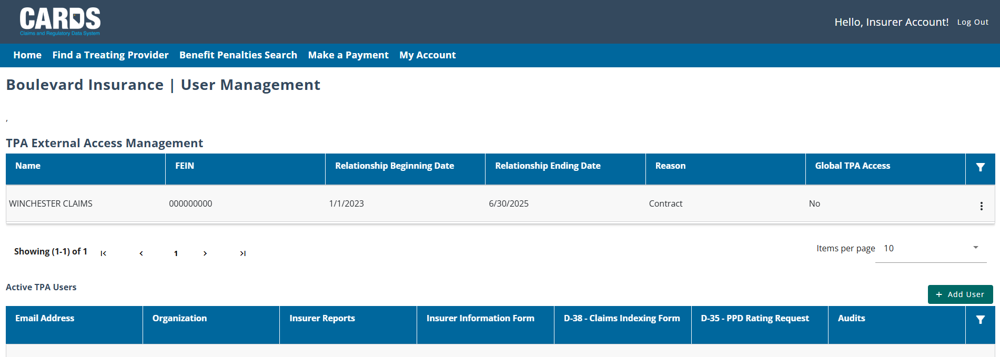 CARDS
Claims and Regulatory Data System
Hello, Insurer Account! Log Out
Home Find a Treating Provider Benefit Penalties Search Make a Payment My Account
Boulevard Insurance | User Management
,
TPA External Access Management
Name FEIN Relationship Beginning Date Relationship Ending Date Reason Global TPA Access
WINCHESTER CLAIMS 000000000 1/1/2023 6/30/2025 Contract No
Showing (1-1) of 1 1 Items per page 10
Active TPA Users
+ Add User
Email Address Organization Insurer Reports Insurer Information Form D-38 - Claims Indexing Form D-35 - PPD Rating Request Audits